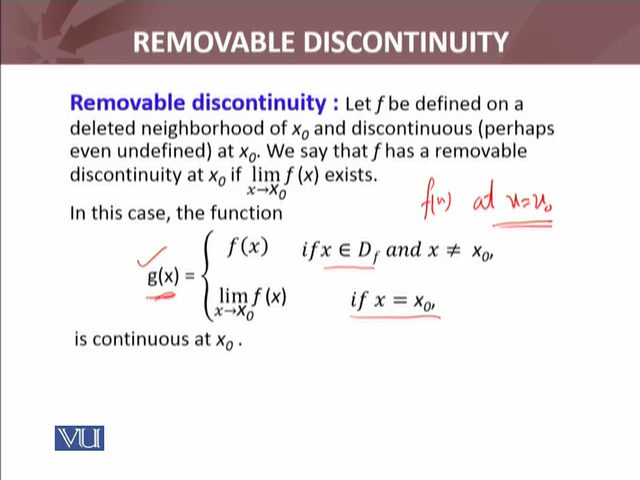 REMOVABLE DISCONTINUITY
Removable discontinuity : Let f be defined on a
deleted neighborhood of x₀ and discontinuous (perhaps
even undefined) at x₀. We say that f has a removable
discontinuity at x₀ if lim f (x) exists.
x→X₀
f(x) at x=x₀
In this case, the function
g(x) = { f(x) if x ∈ D_f and x ≠ x₀,
lim f (x) if x = x₀,
x→X₀
is continuous at x₀ .
VU